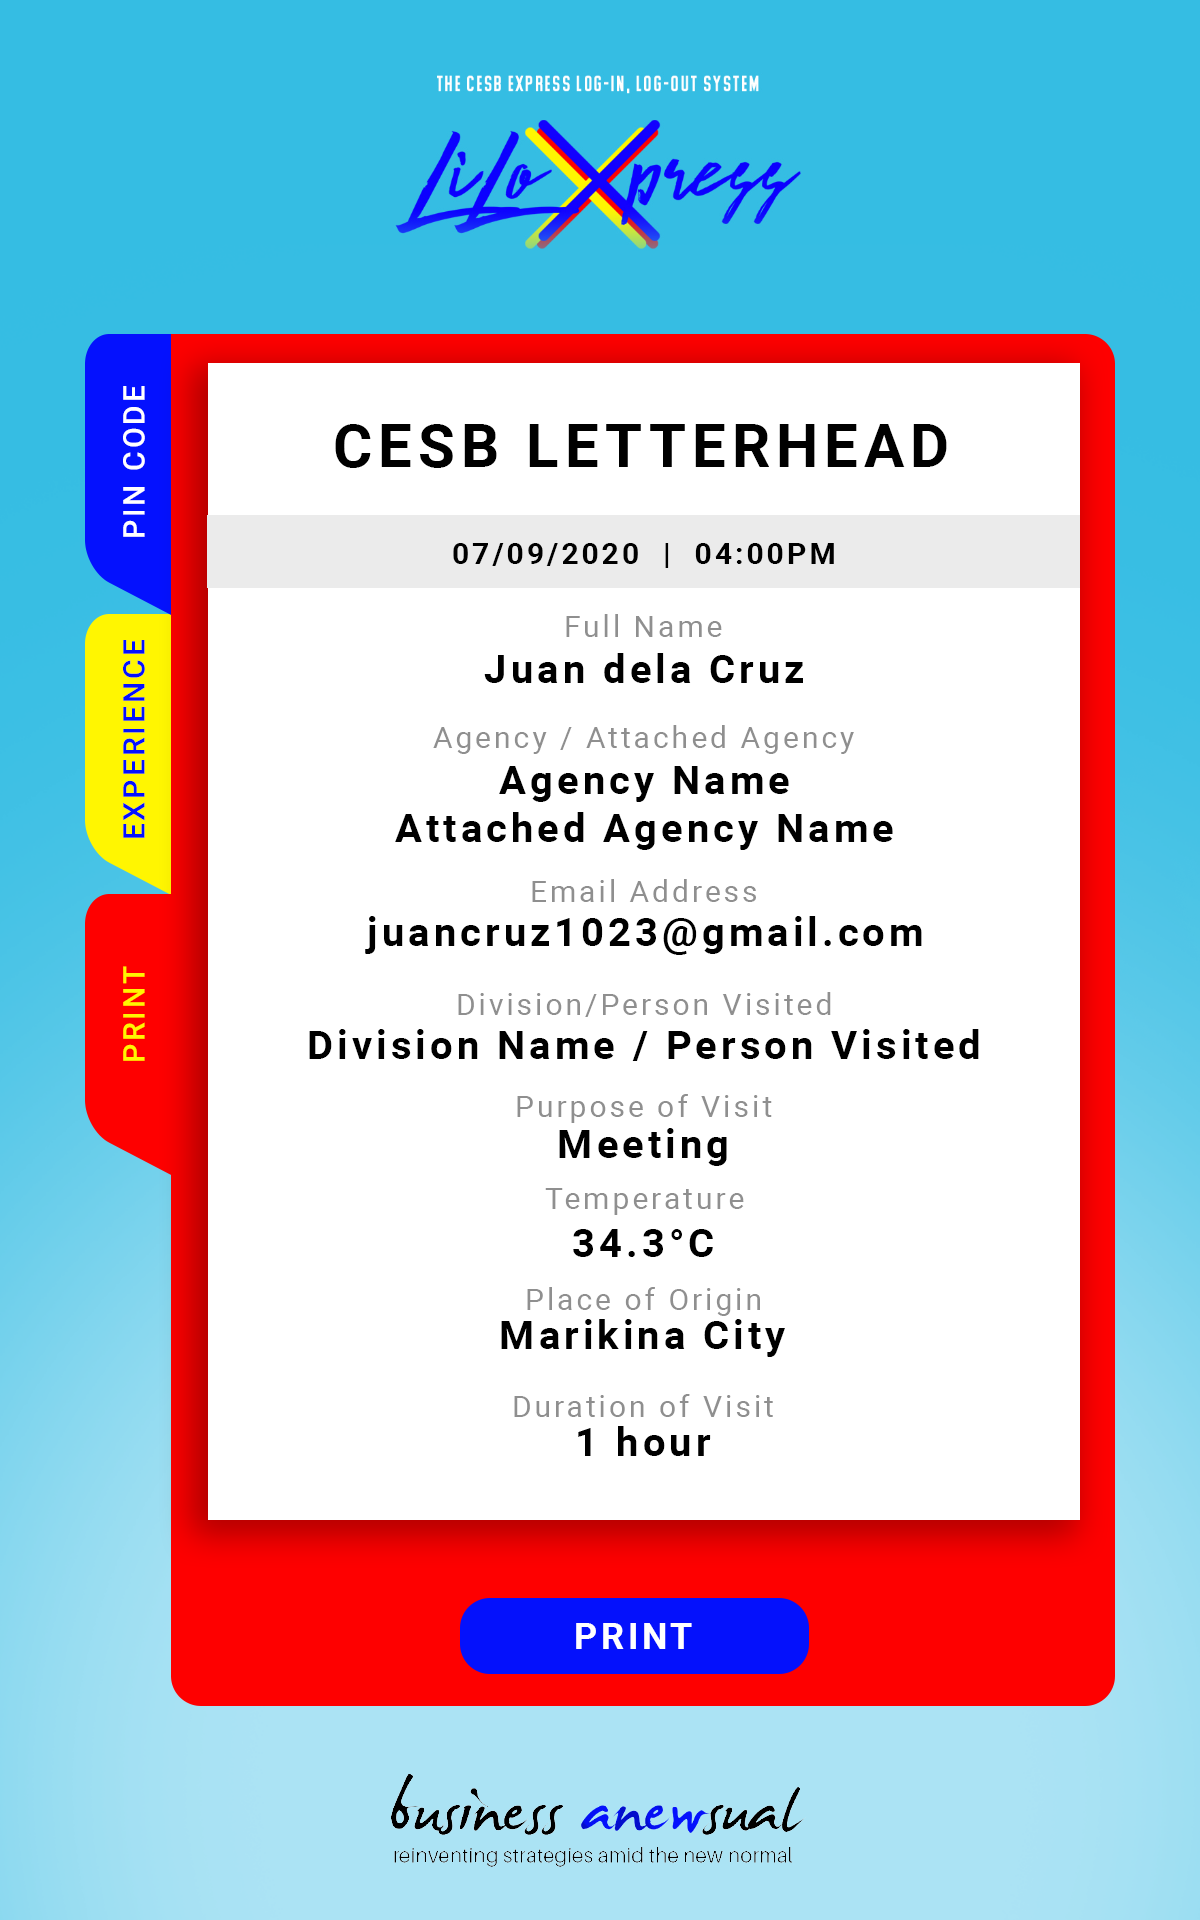 THE CESB EXPRESS LOG-IN, LOG-OUT SYSTEM
LiLo Xpress
PIN CODE
EXPERIENCE
PRINT
CESB LETTERHEAD
07/09/2020 | 04:00PM
Full Name
Juan dela Cruz
Agency / Attached Agency
Agency Name
Attached Agency Name
Email Address
juancruz1023@gmail.com
Division/Person Visited
Division Name / Person Visited
Purpose of Visit
Meeting
Temperature
34.3°C
Place of Origin
Marikina City
Duration of Visit
1 hour
PRINT
business anewsual
reinventing strategies amid the new normal